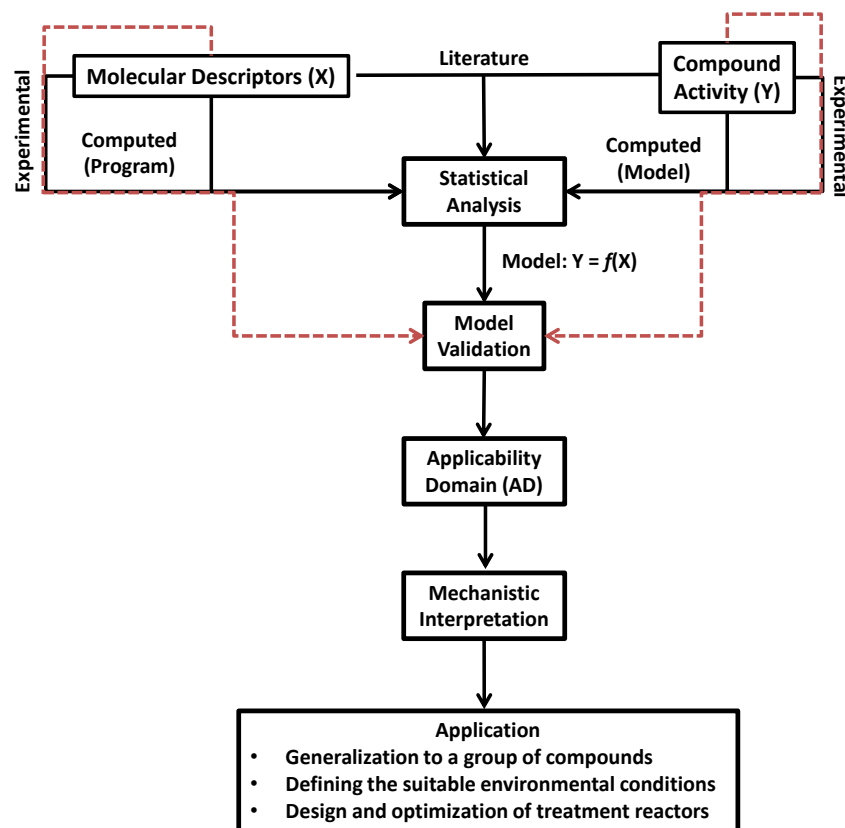 Molecular Descriptors (X)
Literature
Compound
Activity (Y)
Experimental
Computed
(Program)
Computed
(Model)
Experimental
Statistical
Analysis
Model: Y = f(X)
Model
Validation
Applicability
Domain (AD)
Mechanistic
Interpretation
Application
• Generalization to a group of compounds
• Defining the suitable environmental conditions
• Design and optimization of treatment reactors